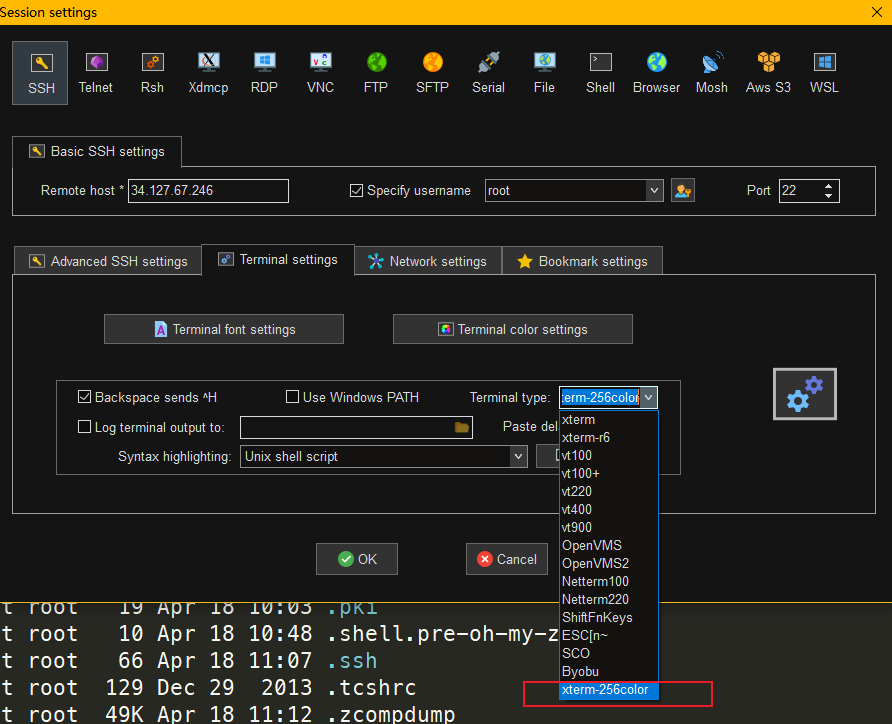 Session settings
SSH Telnet Rsh Xdmcp RDP VNC FTP SFTP Serial File Shell Browser Mosh Aws S3 WSL
Basic SSH settings
Remote host * 34.127.67.246 Specify username root Port 22
Advanced SSH settings Terminal settings Network settings Bookmark settings
Terminal font settings Terminal color settings
Backspace sends ^H Use Windows PATH Terminal type: term-256color
Log terminal output to: Paste del
Syntax highlighting: Unix shell script
xterm
xterm-r6
vt100
vt100+
vt220
vt400
vt900
OpenVMS
OpenVMS2
Netterm100
Netterm220
ShiftFnKeys
ESC[n~
SCO
Byobu
xterm-256color
OK Cancel
t root 19 Apr 18 10:03 .pki
t root 10 Apr 18 10:48 .shell.pre-oh-my-z
t root 66 Apr 18 11:07 .ssh
t root 129 Dec 29 2013 .tcshrc
t root 49K Apr 18 11:12 .zcompdump